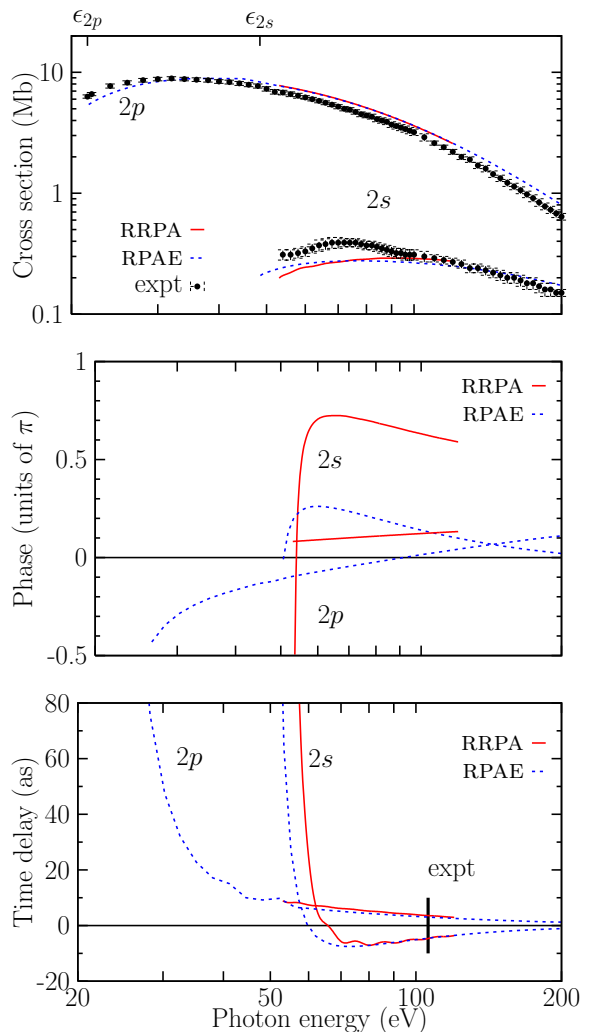 ϵ2p ϵ2s
10
1
0.1
Cross section (Mb)
2p
2s
RRPA
RPAE
expt
1
0.5
0
-0.5
Phase (units of π)
RRPA
RPAE
2s
2p
80
60
40
20
0
-20
Time delay (as)
2p
2s
RRPA
RPAE
expt
20 50 100 200
Photon energy (eV)